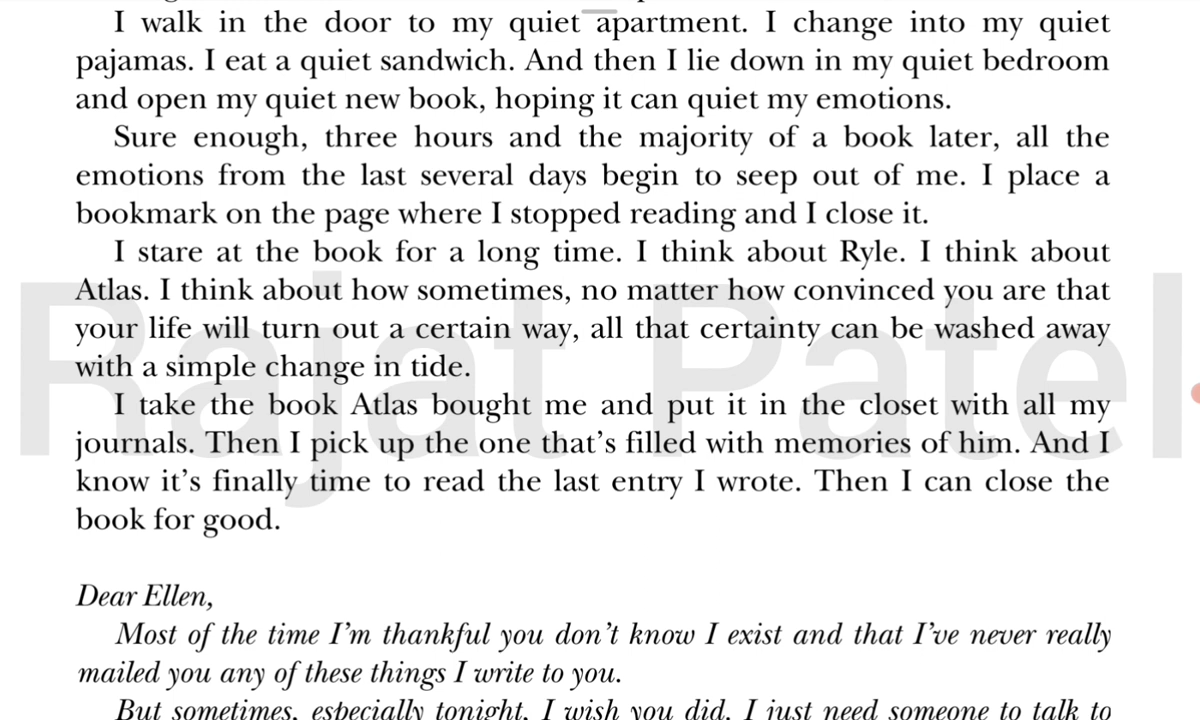 I walk in the door to my quiet apartment. I change into my quiet
pajamas. I eat a quiet sandwich. And then I lie down in my quiet bedroom
and open my quiet new book, hoping it can quiet my emotions.
Sure enough, three hours and the majority of a book later, all the
emotions from the last several days begin to seep out of me. I place a
bookmark on the page where I stopped reading and I close it.
I stare at the book for a long time. I think about Ryle. I think about
Atlas. I think about how sometimes, no matter how convinced you are that
your life will turn out a certain way, all that certainty can be washed away
with a simple change in tide.
I take the book Atlas bought me and put it in the closet with all my
journals. Then I pick up the one that’s filled with memories of him. And I
know it’s finally time to read the last entry I wrote. Then I can close the
book for good.
Dear Ellen,
Most of the time I’m thankful you don’t know I exist and that I’ve never really
mailed you any of these things I write to you.
But sometimes, especially tonight, I wish you did. I just need someone to talk to
Rajat Patel